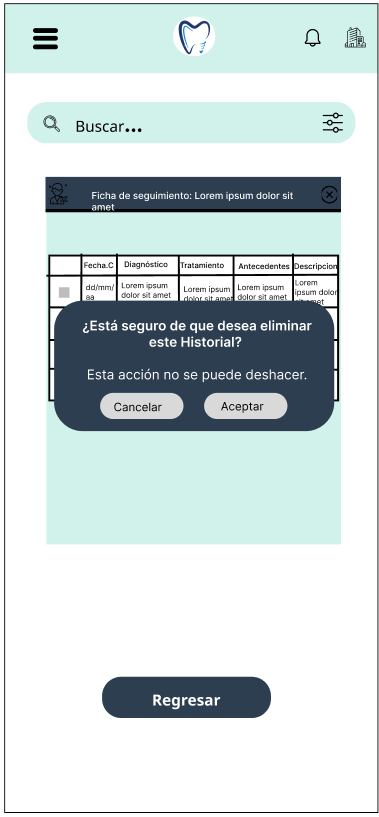 Buscar...
Ficha de seguimiento: Lorem ipsum dolor sit
amet
Fecha.C Diagnóstico Tratamiento Antecedentes Descripcion
dd/mm/
aa
Lorem ipsum
dolor sit amet
Lorem ipsum
dolor sit amet
Lorem ipsum
dolor sit amet
Lorem
ipsum dolor
sit amet
¿Está seguro de que desea eliminar
este Historial?
Esta acción no se puede deshacer.
Cancelar Aceptar
Regresar